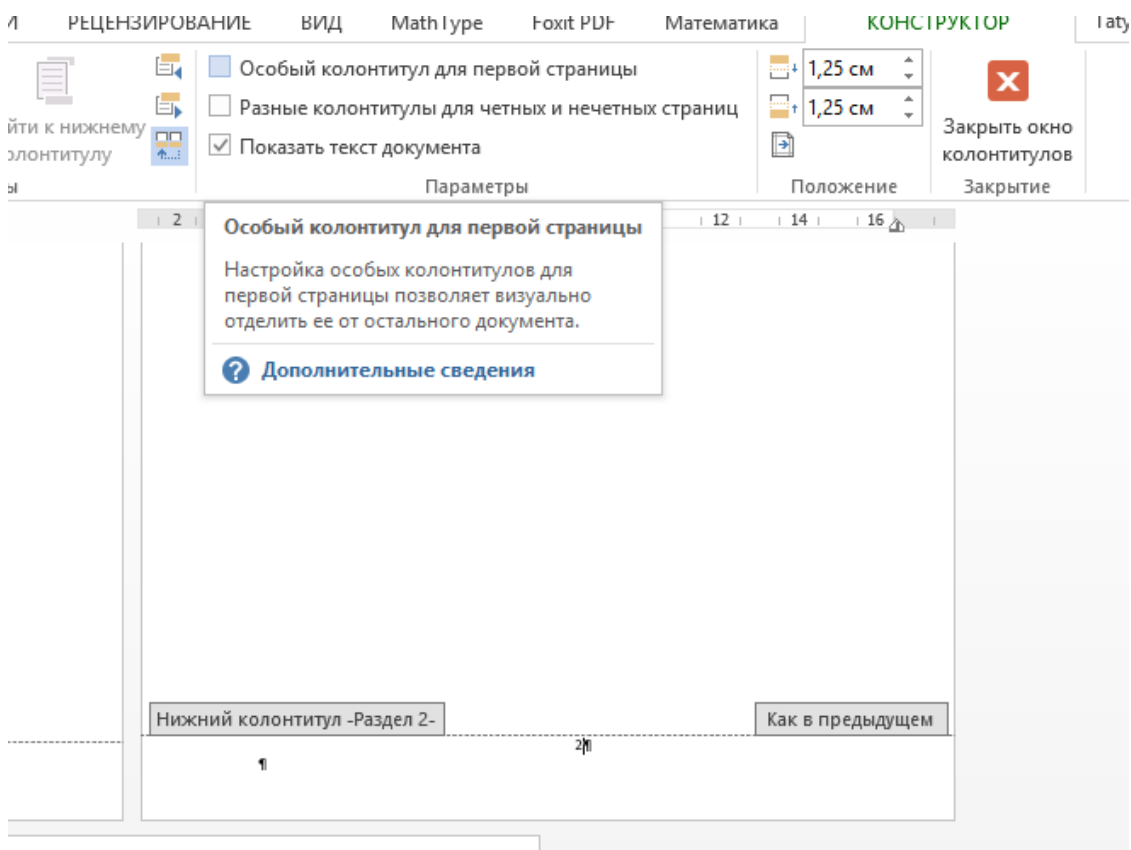 И РЕЦЕНЗИРОВАНИЕ ВИД MathType Foxit PDF Математика КОНСТРУКТОР Taty
Особый колонтитул для первой страницы 1,25 см
Разные колонтитулы для четных и нечетных страниц 1,25 см
йти к нижнему
олонтитулу
Показать текст документа
Закрыть окно
колонтитулов
ы Параметры Положение Закрытие
2 12 14 16
Особый колонтитул для первой страницы
Настройка особых колонтитулов для
первой страницы позволяет визуально
отделить ее от остального документа.
? Дополнительные сведения
Нижний колонтитул -Раздел 2- Как в предыдущем
2¶
¶